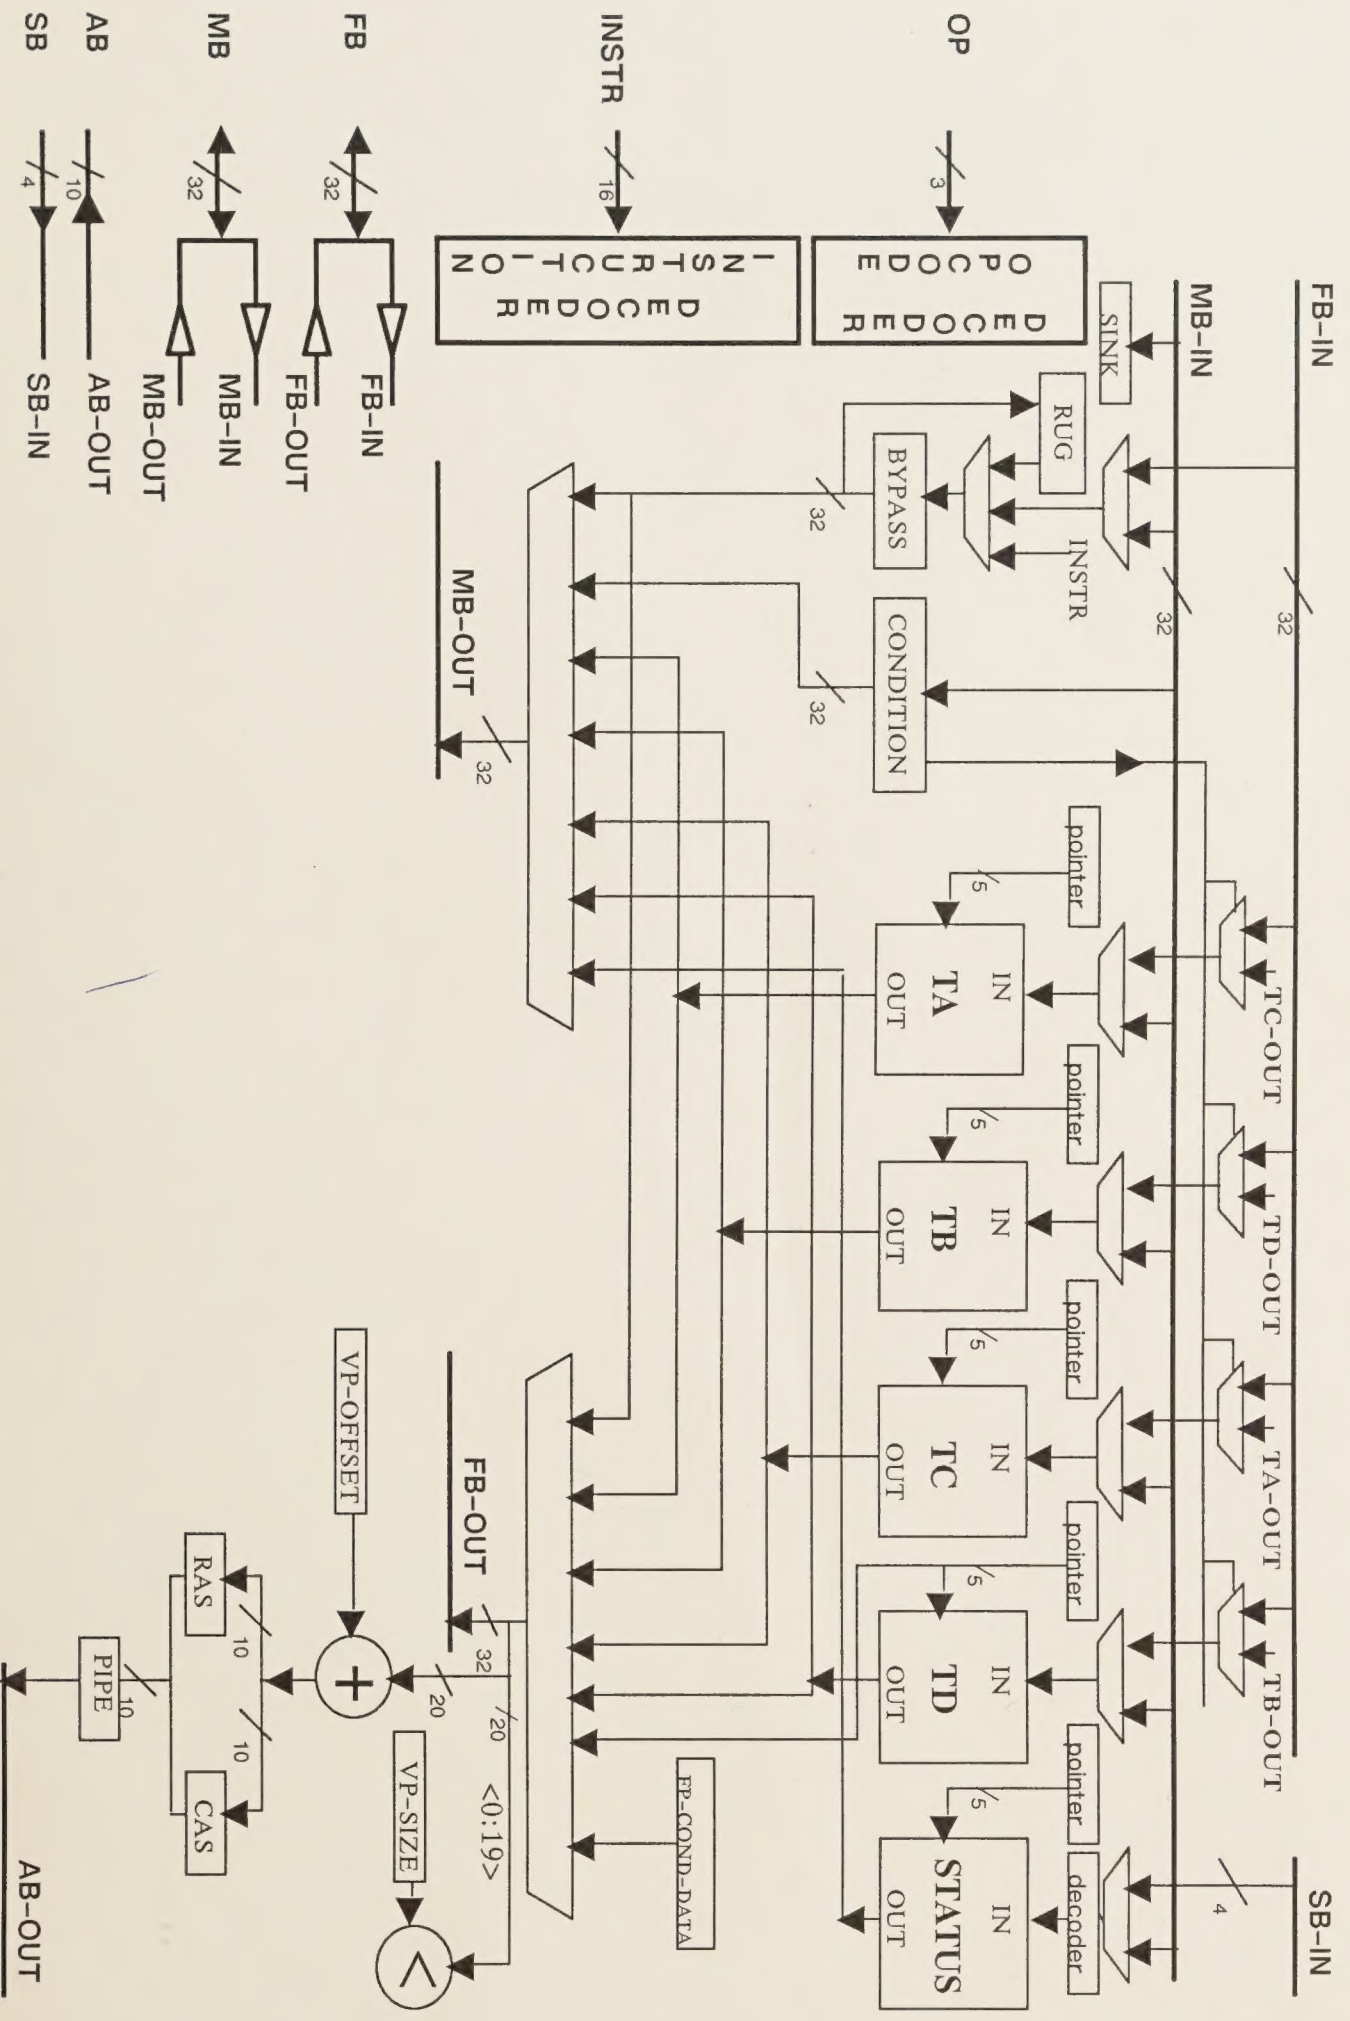 FB-IN
SB-IN
32
TC-OUT
TD-OUT
TA-OUT
TB-OUT
4
MB-IN
32
SINK
RUG
INSTR
pointer
pointer
pointer
pointer
pointer
decoder
OP
3
OPCODE
DECODER
BYPASS
CONDITION
5
IN
TA
OUT
5
IN
TB
OUT
5
IN
TC
OUT
5
IN
TD
OUT
5
IN
STATUS
OUT
32
32
INSTR
16
INSTRUCTION
DECODER
FP-COND-DATA
MB-OUT
32
FB-OUT
32
20
<0:19>
20
VP-SIZE
<
VP-OFFSET
+
FB
32
FB-IN
FB-OUT
10
10
RAS
CAS
MB
32
MB-IN
MB-OUT
10
PIPE
AB
10
AB-OUT
SB
4
SB-IN
AB-OUT